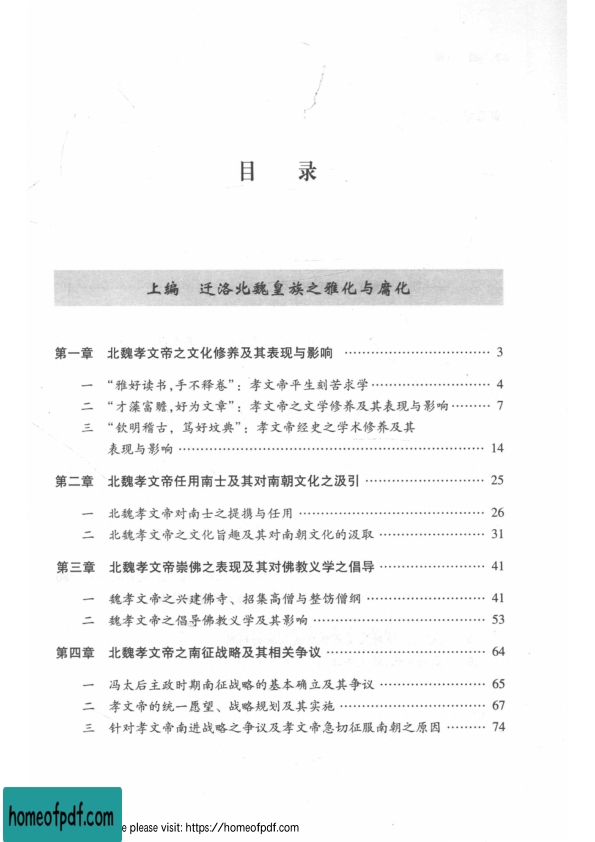 目 录
上编 迁洛北魏皇族之雅化与腐化
第一章 北魏孝文帝之文化修养及其表现与影响 …………………………… 3
一 “雅好读书，手不释卷”：孝文帝平生刻苦求学 …………………… 4
二 “才藻富赡，好为文章”：孝文帝之文学修养及其表现与影响 ……… 7
三 “钦明稽古，笃好坟典”：孝文帝经史之学术修养及其
表现与影响 ………………………………………………………… 14
第二章 北魏孝文帝任用南士及其对南朝文化之汲引 …………………… 25
一 北魏孝文帝对南士之提携与任用 …………………………………… 26
二 北魏孝文帝之文化旨趣及其对南朝文化的汲取 …………………… 31
第三章 北魏孝文帝崇佛之表现及其对佛教义学之倡导 ………………… 41
一 魏孝文帝之兴建佛寺、招集高僧与整饬僧纲 ……………………… 41
二 魏孝文帝之倡导佛教义学及其影响 ………………………………… 53
第四章 北魏孝文帝之南征战略及其相关争议 …………………………… 64
一 冯太后主政时期南征战略的基本确立及其争议 …………………… 65
二 孝文帝的统一愿望、战略规划及其实施 …………………………… 67
三 针对孝文帝南进战略之争议及孝文帝急切征服南朝之原因 ……… 74
homeofpdf.com
e please visit: https://homeofpdf.com